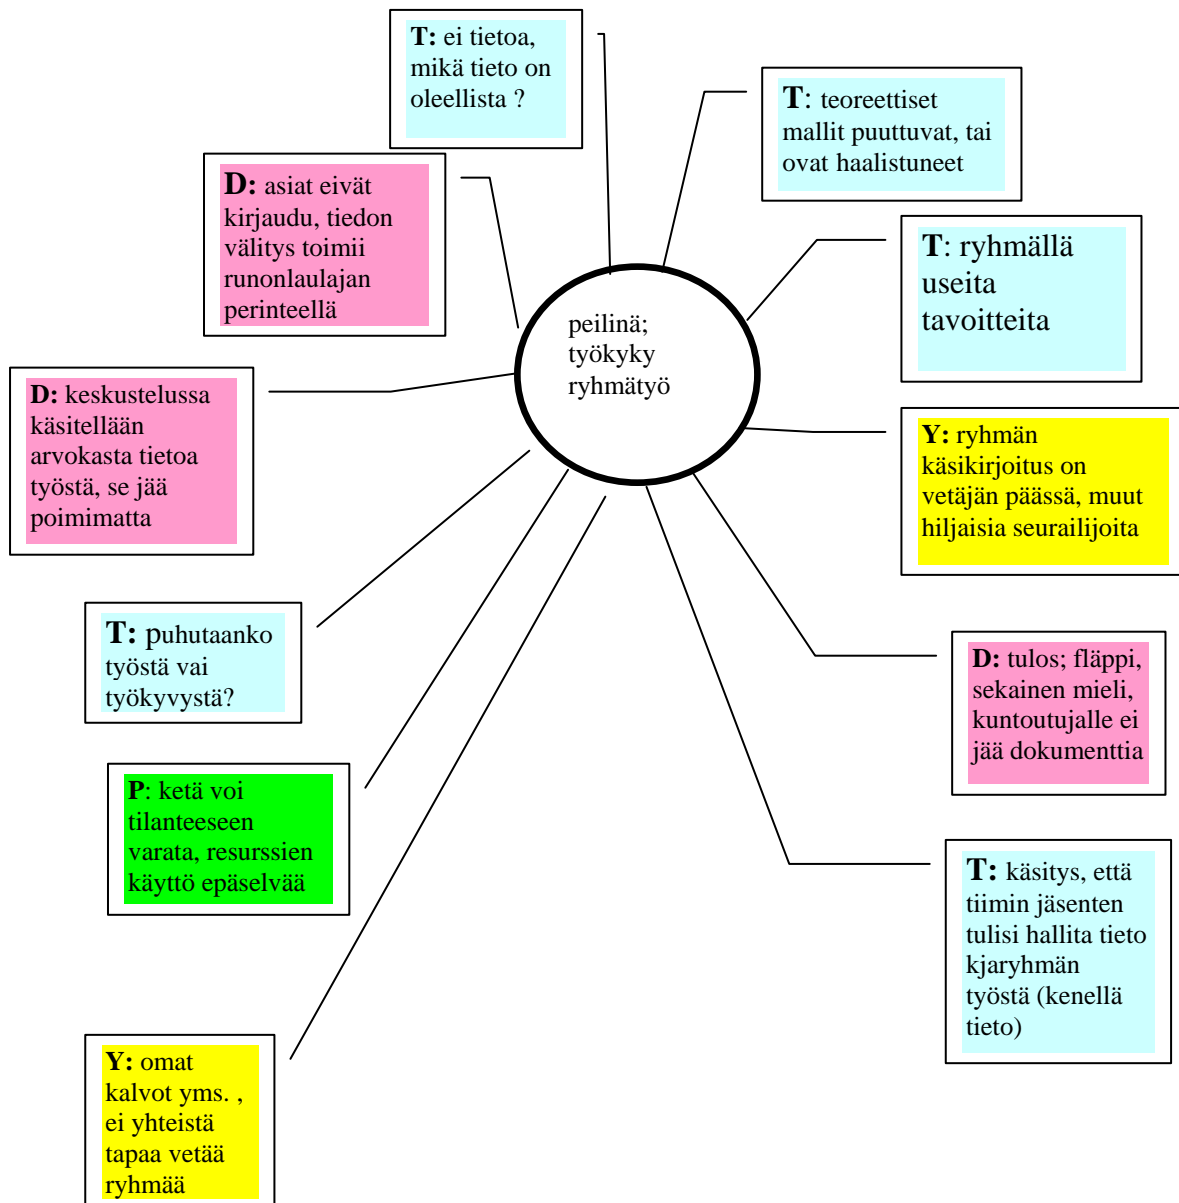 T: ei tietoa,
mikä tieto on
oleellista ?
T: teoreettiset
mallit puuttuvat, tai
ovat haalistuneet
D: asiat eivät
kirjaudu, tiedon
välitys toimii
runonlaulajan
perinteellä
T: ryhmällä
useita
tavoitteita
peilinä;
työkyky
ryhmätyö
D: keskustelussa
käsitellään
arvokasta tietoa
työstä, se jää
poimimatta
Y: ryhmän
käsikirjoitus on
vetäjän päässä, muut
hiljaisia seurailijoita
T: puhutaanko
työstä vai
työkyvystä?
D: tulos; fläppi,
sekainen mieli,
kuntoutujalle ei
jää dokumenttia
P: ketä voi
tilanteeseen
varata, resurssien
käyttö epäselvää
T: käsitys, että
tiimin jäsenten
tulisi hallita tieto
kjaryhmän
työstä (kenellä
tieto)
Y: omat
kalvot yms. ,
ei yhteistä
tapaa vetää
ryhmää